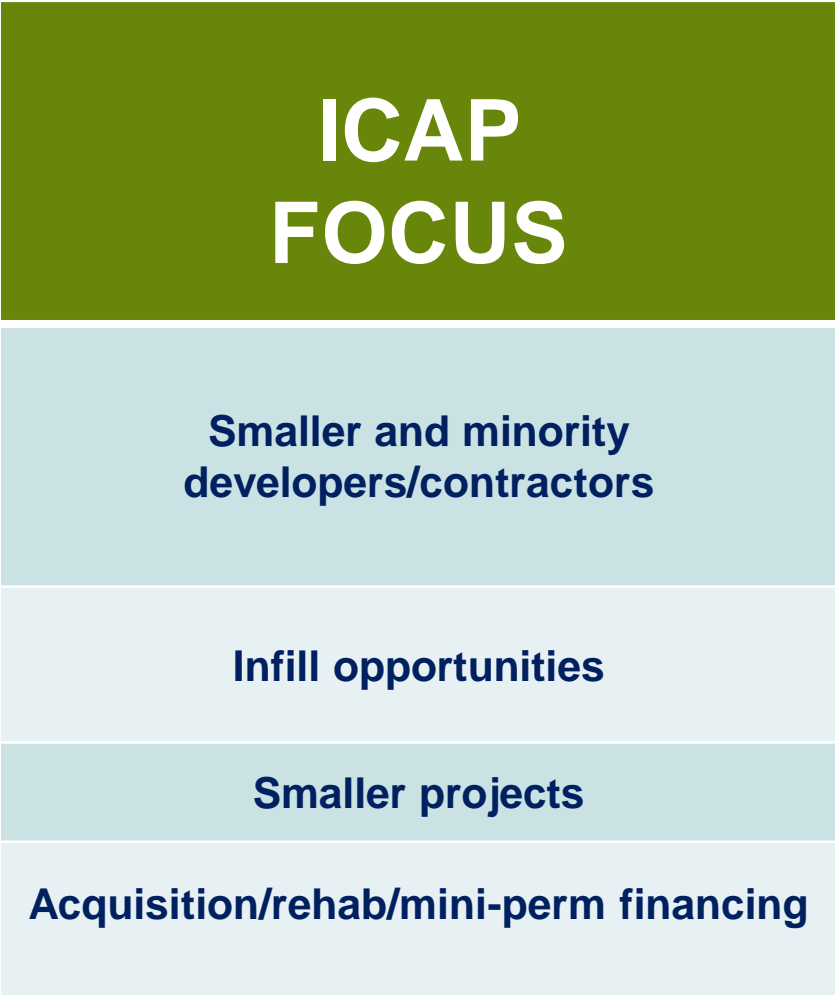 ICAP
FOCUS
Smaller and minority
developers/contractors
Infill opportunities
Smaller projects
Acquisition/rehab/mini-perm financing